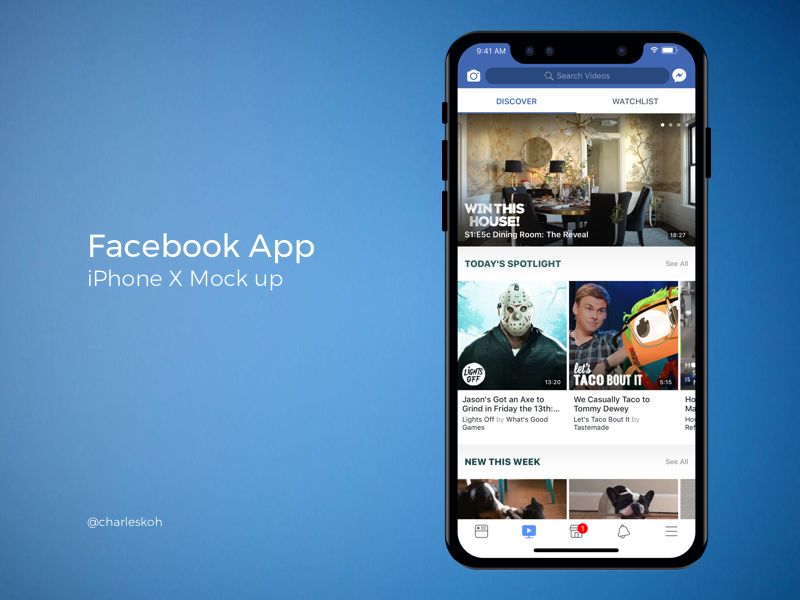 Facebook App
iPhone X Mock up
@charleskoh
9:41 AM
Search Videos
DISCOVER
WATCHLIST
WIN THIS
HOUSE!
S1:E5c Dining Room: The Reveal
18:27
TODAY'S SPOTLIGHT
See All
LIGHTS
OFF
13:20
let's
TACO BOUT IT
5:15
Jason's Got an Axe to
Grind in Friday the 13th:...
Lights Off by What's Good
Games
We Casually Taco to
Tommy Dewey
Let's Taco Bout It by
Tastemade
Ho
Ma
Hov
Ref
NEW THIS WEEK
See All
1